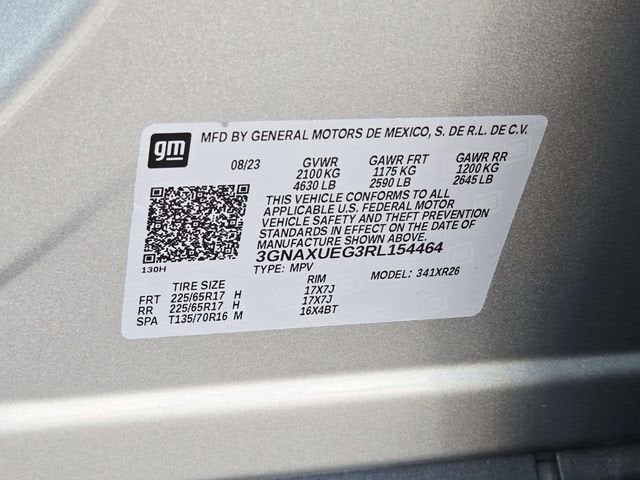 gm MFD BY GENERAL MOTORS DE MEXICO, S. DE R.L. DE C.V.
08/23 GVWR GAWR FRT GAWR RR
2100 KG 1175 KG 1200 KG
4630 LB 2590 LB 2645 LB
THIS VEHICLE CONFORMS TO ALL
APPLICABLE U.S. FEDERAL MOTOR
VEHICLE SAFETY AND THEFT PREVENTION
STANDARDS IN EFFECT ON THE DATE OF
MANUFACTURE SHOWN ABOVE.
3GNAXUEG3RL154464
130H TYPE: MPV MODEL: 341XR26
TIRE SIZE RIM
FRT 225/65R17 H 17X7J
RR 225/65R17 H 17X7J
SPA T135/70R16 M 16X4BT